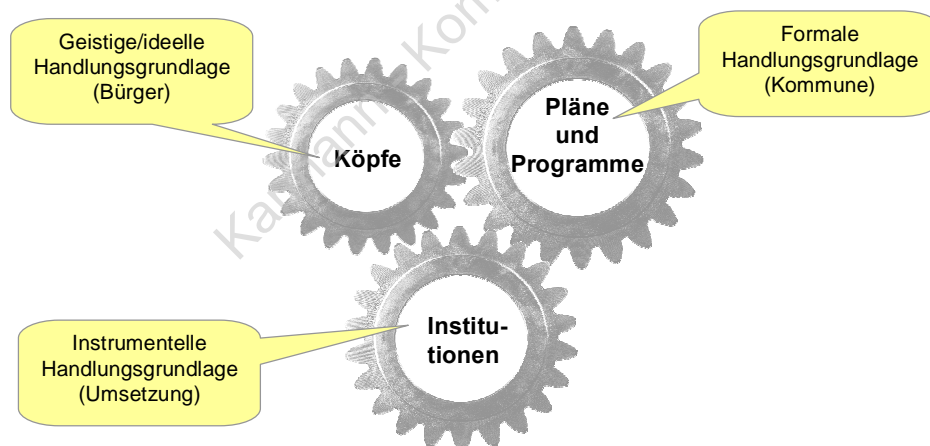 Geistige/ideelle
Handlungsgrundlage
(Bürger)
Formale
Handlungsgrundlage
(Kommune)
Köpfe
Pläne
und
Programme
Institu-
tionen
Instrumentelle
Handlungsgrundlage
(Umsetzung)